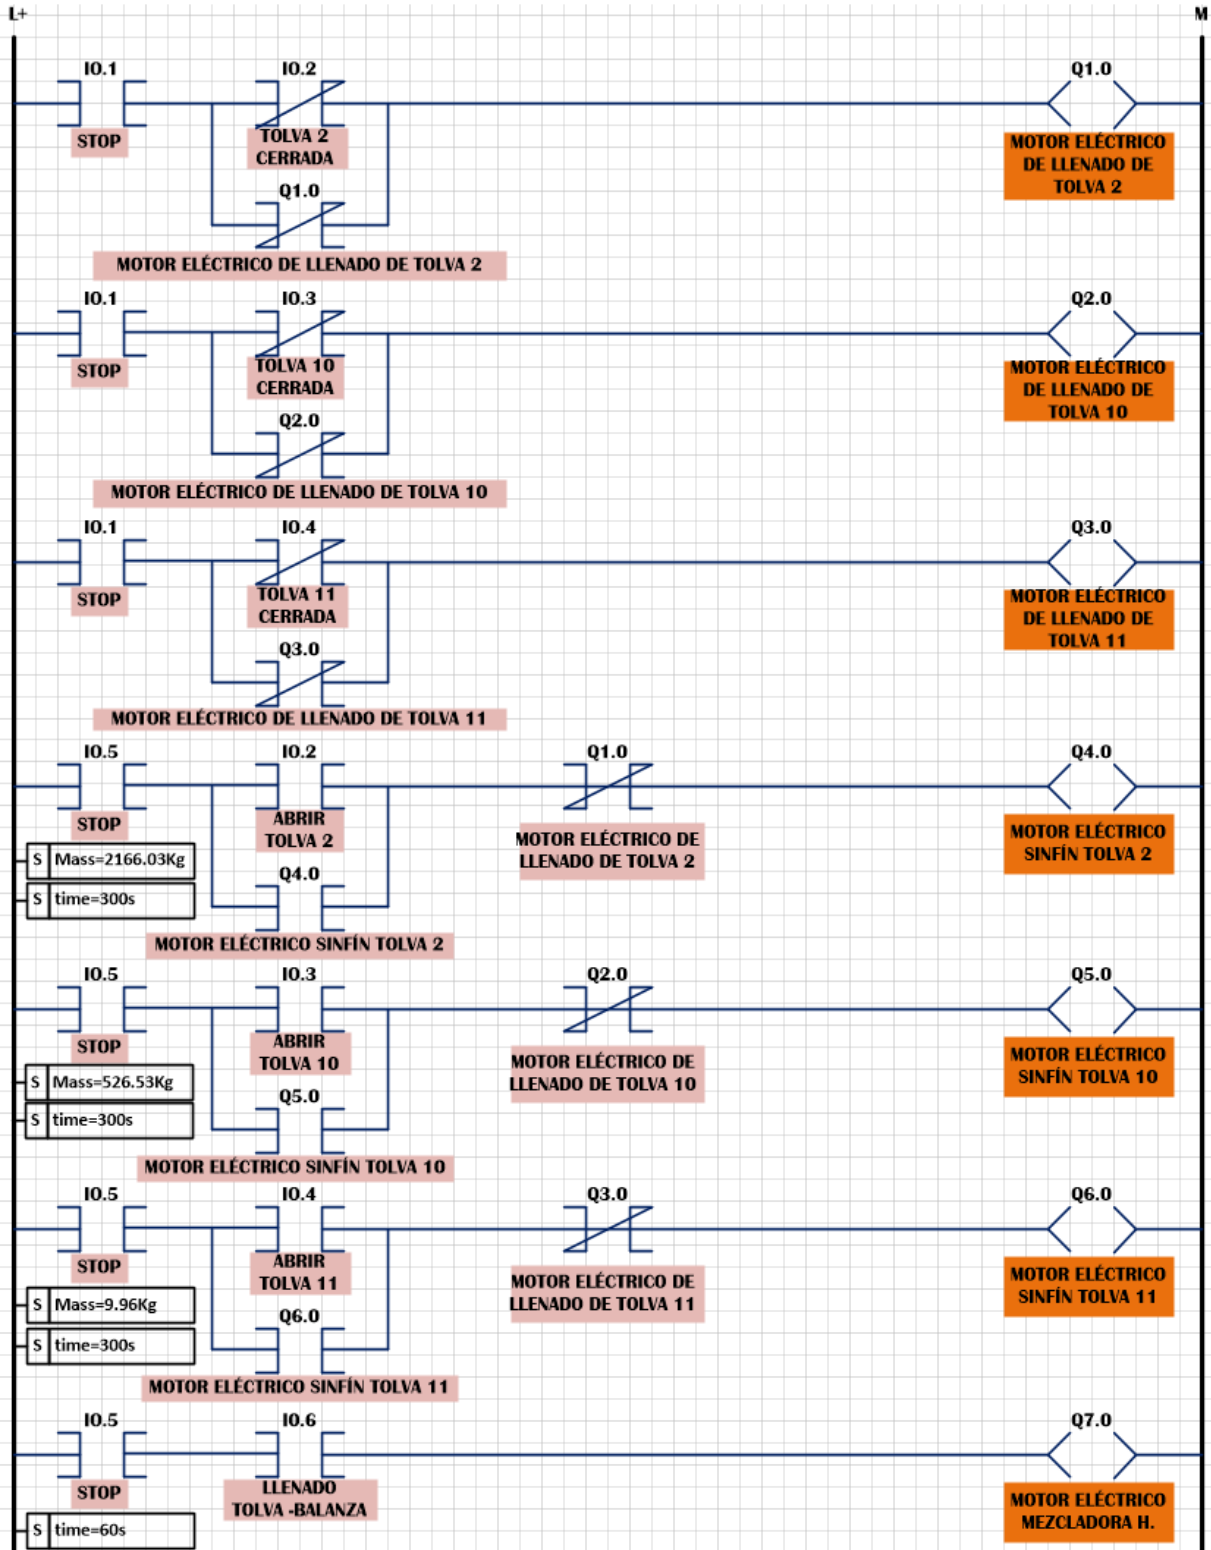 L+
M
I0.1
I0.2
Q1.0
STOP
TOLVA 2
CERRADA
MOTOR ELÉCTRICO
DE LLENADO DE
TOLVA 2
Q1.0
MOTOR ELÉCTRICO DE LLENADO DE TOLVA 2
I0.1
I0.3
Q2.0
STOP
TOLVA 10
CERRADA
MOTOR ELÉCTRICO
DE LLENADO DE
TOLVA 10
Q2.0
MOTOR ELÉCTRICO DE LLENADO DE TOLVA 10
I0.1
I0.4
Q3.0
STOP
TOLVA 11
CERRADA
MOTOR ELÉCTRICO
DE LLENADO DE
TOLVA 11
Q3.0
MOTOR ELÉCTRICO DE LLENADO DE TOLVA 11
I0.5
I0.2
Q1.0
Q4.0
STOP
ABRIR
TOLVA 2
MOTOR ELÉCTRICO DE
LLENADO DE TOLVA 2
MOTOR ELÉCTRICO
SINFÍN TOLVA 2
S Mass=2166.03Kg
S time=300s
Q4.0
MOTOR ELÉCTRICO SINFÍN TOLVA 2
I0.5
I0.3
Q2.0
Q5.0
STOP
ABRIR
TOLVA 10
MOTOR ELÉCTRICO DE
LLENADO DE TOLVA 10
MOTOR ELÉCTRICO
SINFÍN TOLVA 10
S Mass=526.53Kg
S time=300s
Q5.0
MOTOR ELÉCTRICO SINFÍN TOLVA 10
I0.5
I0.4
Q3.0
Q6.0
STOP
ABRIR
TOLVA 11
MOTOR ELÉCTRICO DE
LLENADO DE TOLVA 11
MOTOR ELÉCTRICO
SINFÍN TOLVA 11
S Mass=9.96Kg
S time=300s
Q6.0
MOTOR ELÉCTRICO SINFÍN TOLVA 11
I0.5
I0.6
Q7.0
STOP
LLENADO
TOLVA -BALANZA
MOTOR ELÉCTRICO
MEZCLADORA H.
S time=60s